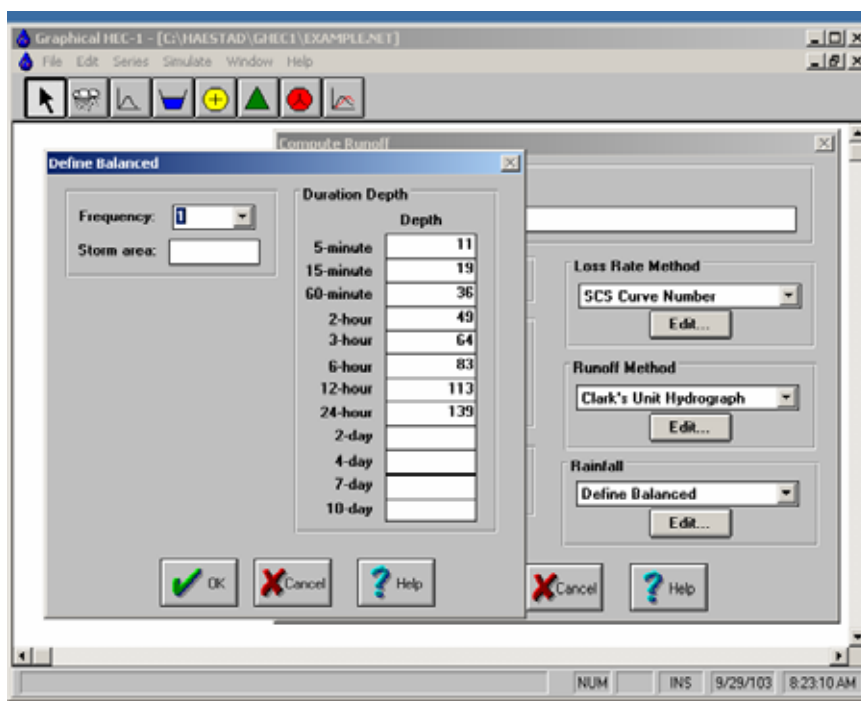 Graphical HEC-1 - [C:\HAESTAD\GHEC1\EXAMPLE.NET]
File Edit Series Simulate Window Help
Compute Runoff
Define Balanced
Frequency: 1
Storm area:
Duration Depth
Depth
5-minute 11
15-minute 19
60-minute 36
2-hour 49
3-hour 64
6-hour 83
12-hour 113
24-hour 139
2-day
4-day
7-day
10-day
OK Cancel Help
Loss Rate Method
SCS Curve Number
Edit...
Runoff Method
Clark's Unit Hydrograph
Edit...
Rainfall
Define Balanced
Edit...
Cancel Help
NUM INS 9/29/103 8:23:10 AM